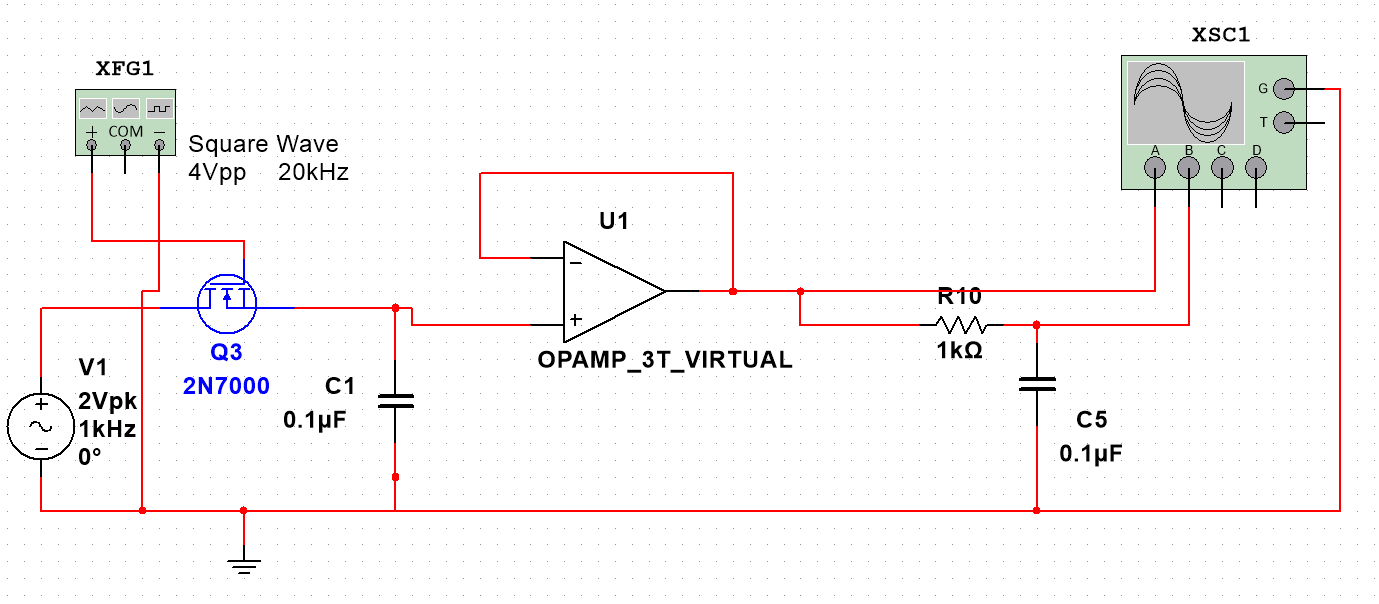 XSC1
XFG1
G
T
+ COM −
A B C D
Square Wave
4Vpp 20kHz
U1
−
+
R10
1kΩ
Q3
2N7000
OPAMP_3T_VIRTUAL
V1
2Vpk
1kHz
0°
+
−
C1
0.1µF
C5
0.1µF